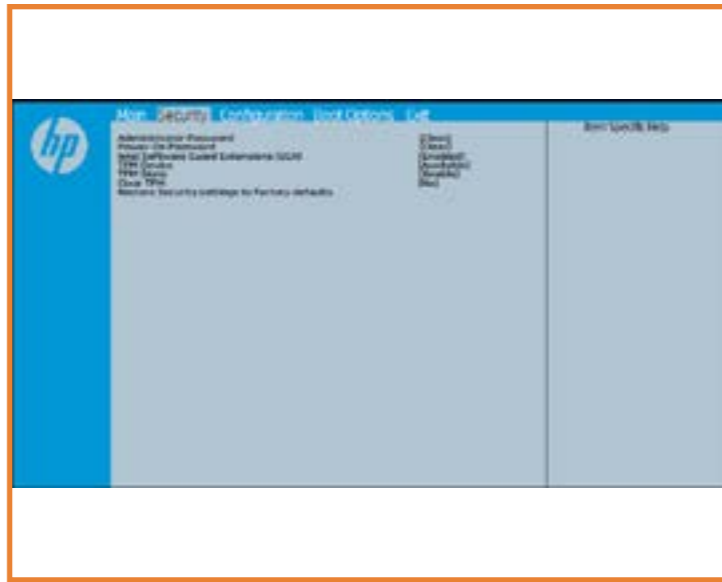 hp
Main Security Configuration Boot Options Exit
Item Specific Help
Administrator Password [Clear]
Power-On Password [Clear]
Intel Software Guard Extensions (SGX) [Enabled]
TPM Device [Available]
TPM State [Enable]
Clear TPM [No]
Restore Security settings to Factory defaults